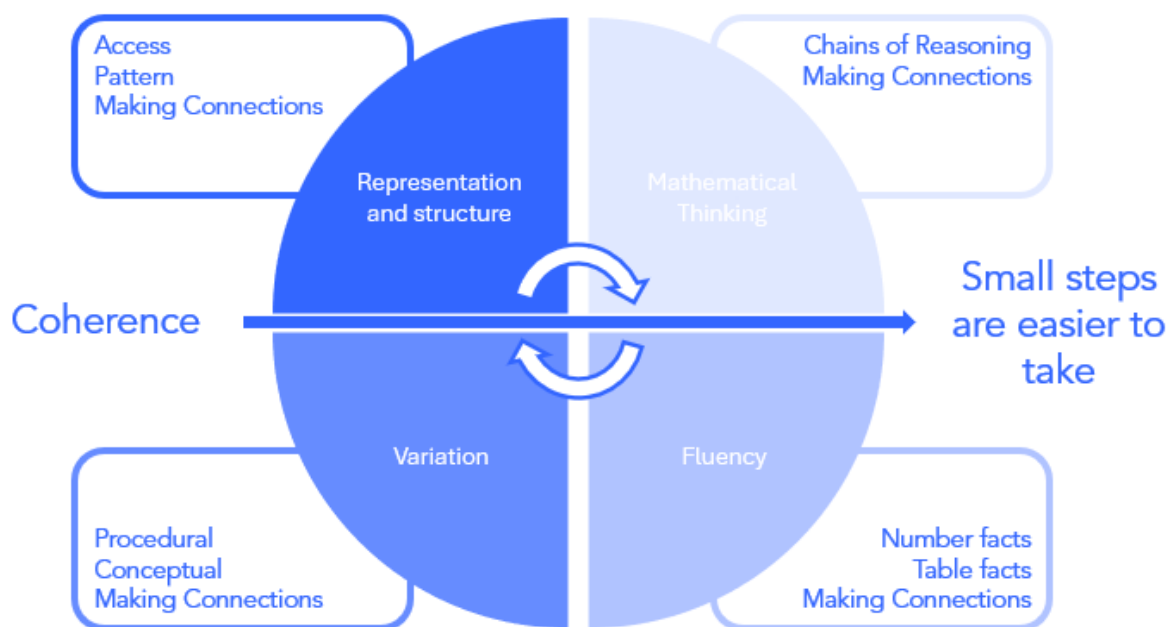 Access
Pattern
Making Connections
Chains of Reasoning
Making Connections
Representation
and structure
Mathematical
Thinking
Coherence
Small steps
are easier to
take
Variation
Fluency
Procedural
Conceptual
Making Connections
Number facts
Table facts
Making Connections